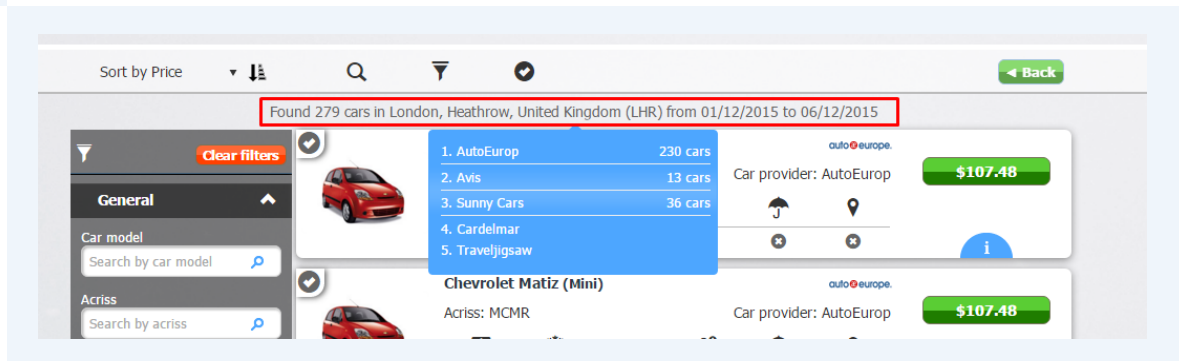 Sort by Price
Back
Found 279 cars in London, Heathrow, United Kingdom (LHR) from 01/12/2015 to 06/12/2015
Clear filters
General
Car model
Search by car model
Acriss
Search by acriss
1. AutoEurop 230 cars
2. Avis 13 cars
3. Sunny Cars 36 cars
4. Cardelmar
5. Traveljigsaw
auto europe.
Car provider: AutoEurop
$107.48
i
Chevrolet Matiz (Mini)
Acriss: MCMR
auto europe.
Car provider: AutoEurop
$107.48